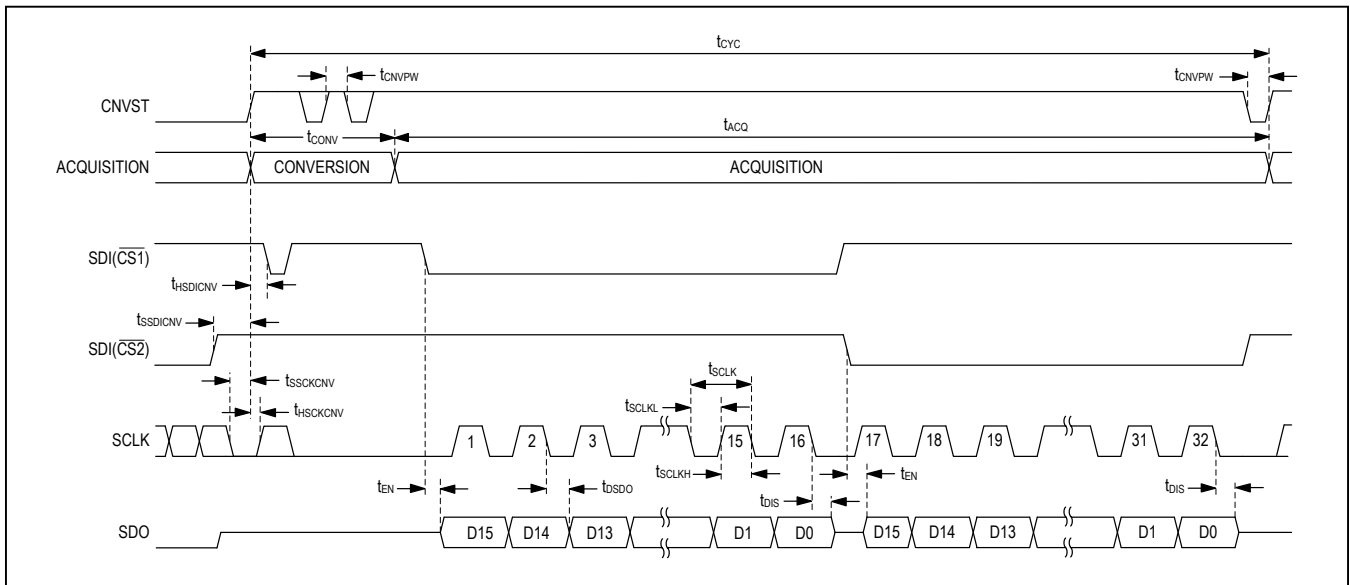 tCYC
tCNVPW
tCNVPW
CNVST
tCONV
tACQ
ACQUISITION
CONVERSION
ACQUISITION
SDI(CS1)
tHSDICNV
tSSDICNV
SDI(CS2)
tSSCKCNV
tSCLK
tHSCKCNV
tSCLKL
SCLK
1 2 3 15 16 17 18 19 31 32
tSCLKH
tEN
tDSDO
tDIS
tEN
tDIS
SDO
D15 D14 D13 D1 D0 D15 D14 D13 D1 D0